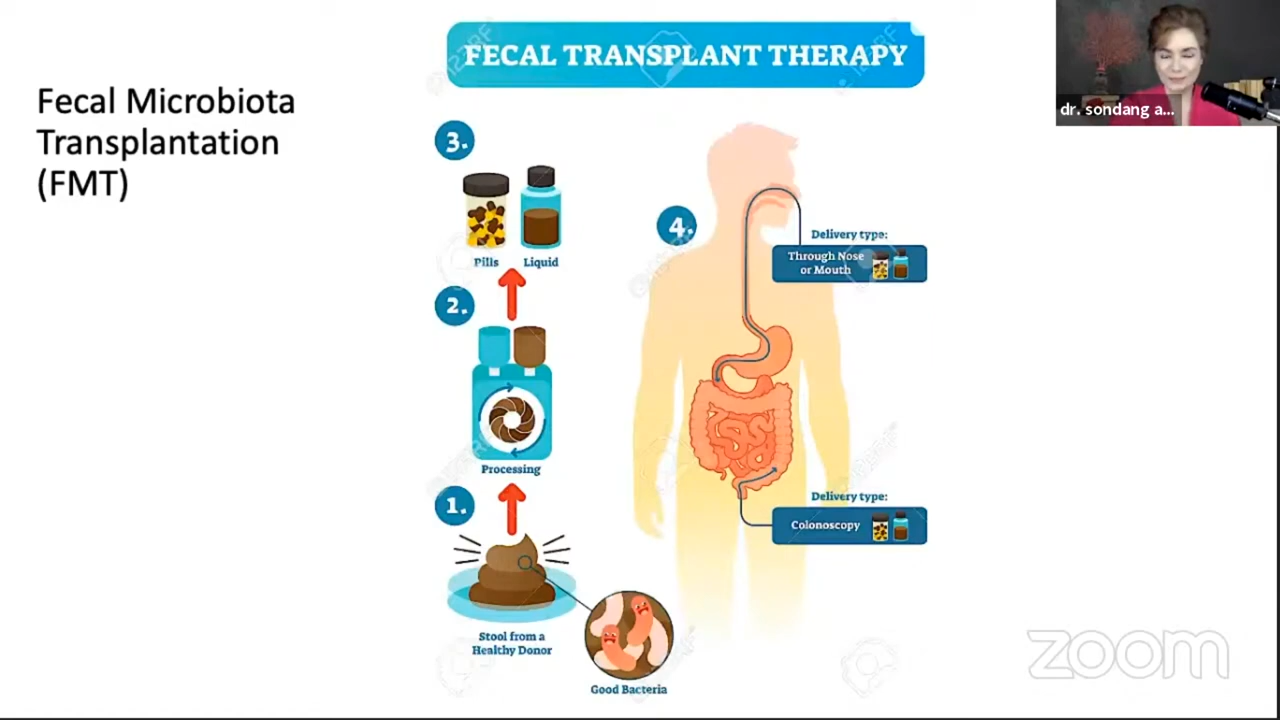 Fecal Microbiota
Transplantation
(FMT)
FECAL TRANSPLANT THERAPY
dr. sondang a...
3.
Pills
Liquid
2.
Processing
1.
Stool from a
Healthy Donor
Good Bacteria
4.
Delivery type:
Through Nose
or Mouth
Delivery type:
Colonoscopy
zoom